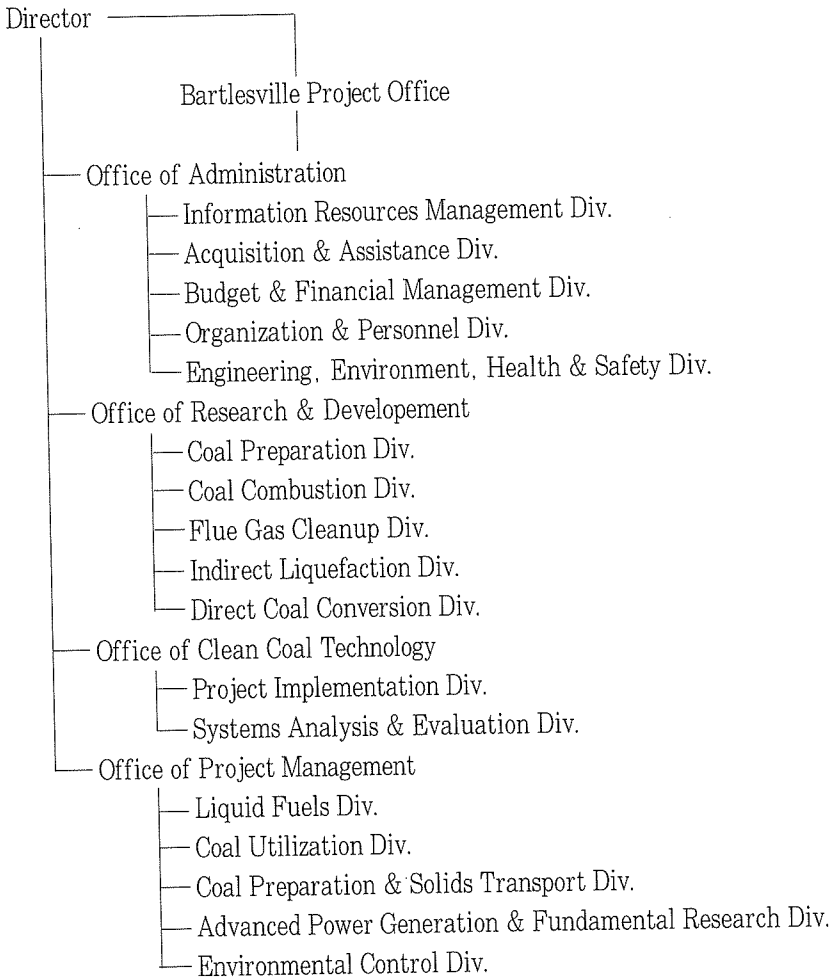 Director
Bartlesville Project Office
Office of Administration
Information Resources Management Div.
Acquisition & Assistance Div.
Budget & Financial Management Div.
Organization & Personnel Div.
Engineering, Environment, Health & Safety Div.
Office of Research & Developement
Coal Preparation Div.
Coal Combustion Div.
Flue Gas Cleanup Div.
Indirect Liquefaction Div.
Direct Coal Conversion Div.
Office of Clean Coal Technology
Project Implementation Div.
Systems Analysis & Evaluation Div.
Office of Project Management
Liquid Fuels Div.
Coal Utilization Div.
Coal Preparation & Solids Transport Div.
Advanced Power Generation & Fundamental Research Div.
Environmental Control Div.